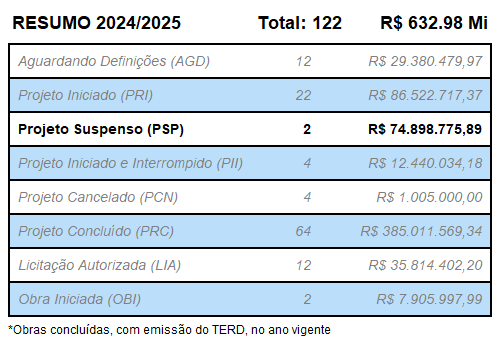 RESUMO 2024/2025 Total: 122 R$ 632.98 Mi
Aguardando Definições (AGD) 12 R$ 29.380.479,97
Projeto Iniciado (PRI) 22 R$ 86.522.717,37
Projeto Suspenso (PSP) 2 R$ 74.898.775,89
Projeto Iniciado e Interrompido (PII) 4 R$ 12.440.034,18
Projeto Cancelado (PCN) 4 R$ 1.005.000,00
Projeto Concluído (PRC) 64 R$ 385.011.569,34
Licitação Autorizada (LIA) 12 R$ 35.814.402,20
Obra Iniciada (OBI) 2 R$ 7.905.997,99
*Obras concluídas, com emissão do TERD, no ano vigente